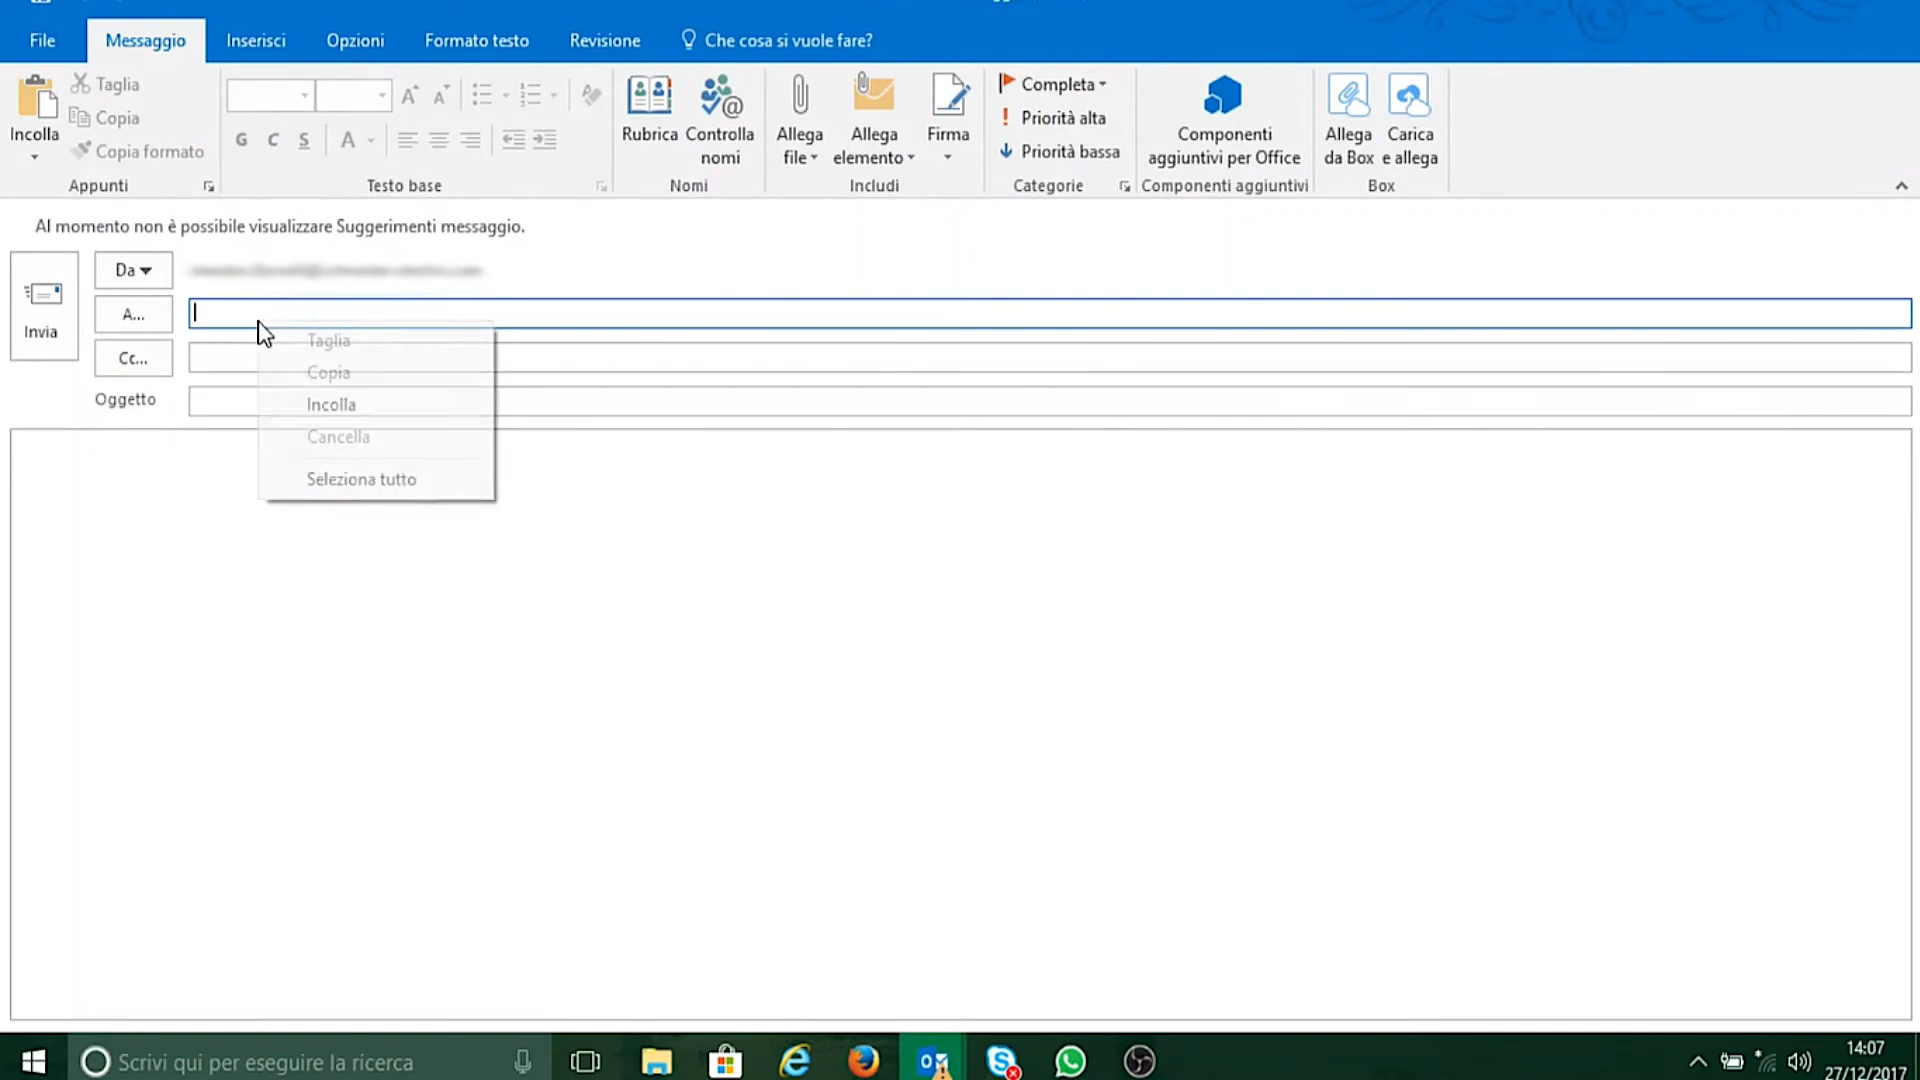 File Messaggio Inserisci Opzioni Formato testo Revisione Che cosa si vuole fare?
Incolla
Taglia
Copia
Copia formato
Appunti
G C S A
Testo base
Rubrica
Controlla nomi
Nomi
Allega file
Allega elemento
Firma
Includi
Completa
Priorità alta
Priorità bassa
Categorie
Componenti aggiuntivi per Office
Componenti aggiuntivi
Allega da Box
Carica e allega
Box
Al momento non è possibile visualizzare Suggerimenti messaggio.
Invia
Da
A...
Cc...
Oggetto
Taglia
Copia
Incolla
Cancella
Seleziona tutto
Scrivi qui per eseguire la ricerca
14:07
27/12/2017